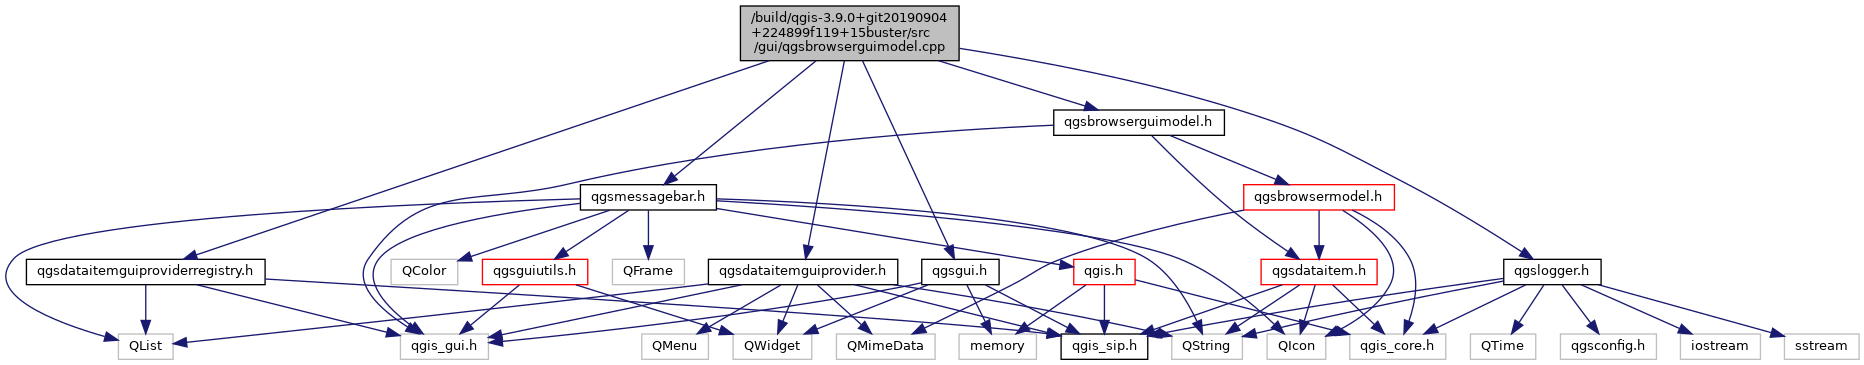 /build/qgis-3.9.0+git20190904
+224899f119+15buster/src
/gui/qgsbrowserguimodel.cpp
qgsbrowserguimodel.h
qgsmessagebar.h
qgsbrowsermodel.h
qgsdataitemguiproviderregistry.h
QColor
qgsguiutils.h
QFrame
qgsdataitemguiprovider.h
qgsgui.h
qgis.h
qgsdataitem.h
qgslogger.h
QList
qgis_gui.h
QMenu
QWidget
QMimeData
memory
qgis_sip.h
QString
QIcon
qgis_core.h
QTime
qgsconfig.h
iostream
sstream